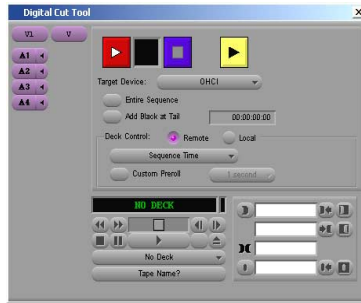 Digital Cut Tool
V1 V
A1
A2
A3
A4
Target Device: OHCI
Entire Sequence
Add Black at Tail 00:00:00:00
Deck Control: Remote Local
Sequence Time
Custom Preroll 1 second
NO DECK
No Deck
Tape Name?